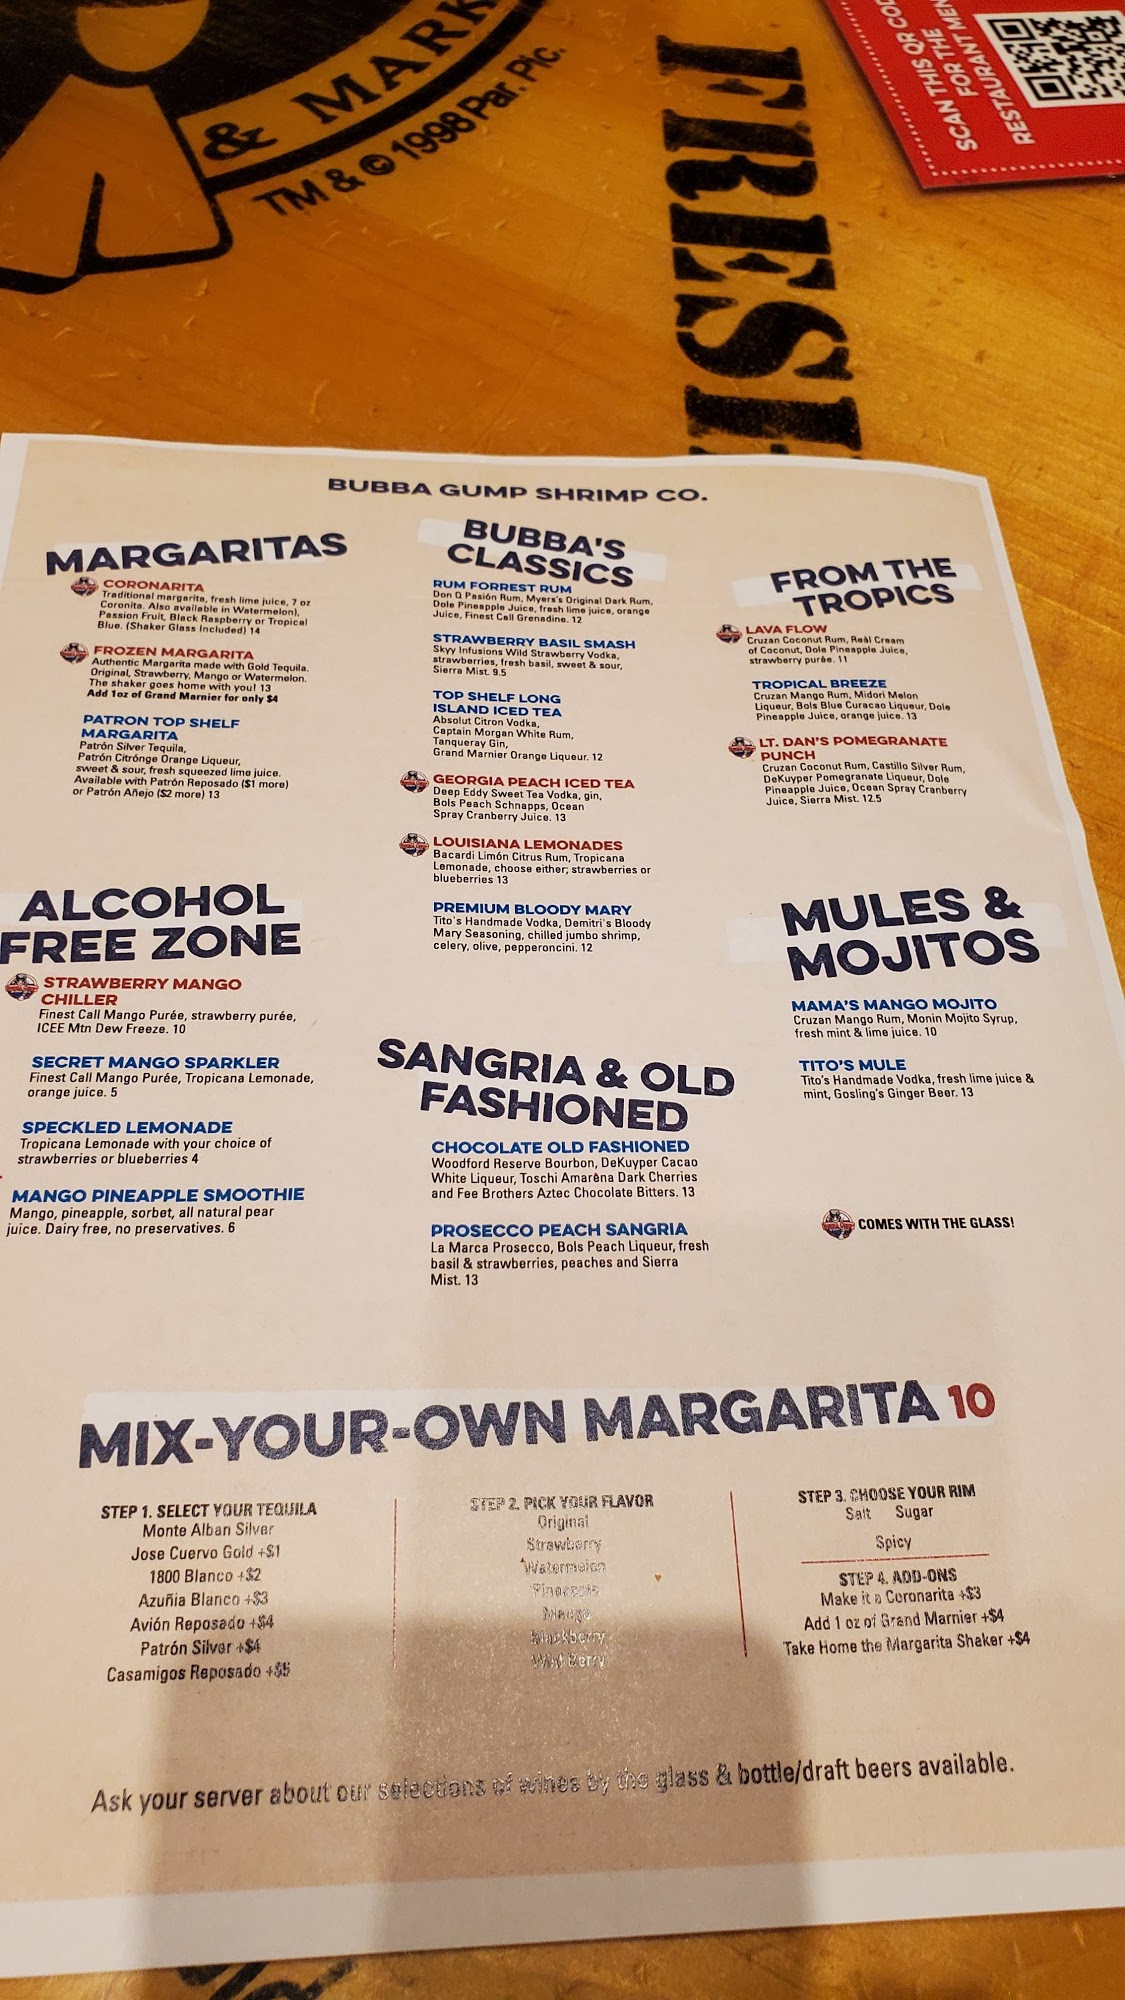 & MARK
TM & © 1998 Par. Pic.
FRESH
SCAN THIS QR COD
FOR THE
RESTAURANT MEN
BUBBA GUMP SHRIMP CO.
MARGARITAS
CORONARITA
Traditional margarita, fresh lime juice, 7 oz
Coronita. Also available in Watermelon),
Passion Fruit, Black Raspberry or Tropical
Blue. (Shaker Glass Included) 14
FROZEN MARGARITA
Authentic Margarita made with Gold Tequila.
Original, Strawberry, Mango or Watermelon.
The shaker goes home with you! 13
Add 1oz of Grand Marnier for only $4
PATRON TOP SHELF
MARGARITA
Patrón Silver Tequila,
Patrón Citrónge Orange Liqueur,
sweet & sour, fresh squeezed lime juice.
Available with Patrón Reposado ($1 more)
or Patrón Añejo ($2 more) 13
ALCOHOL
FREE ZONE
STRAWBERRY MANGO
CHILLER
Finest Call Mango Purée, strawberry purée,
ICEE Mtn Dew Freeze. 10
SECRET MANGO SPARKLER
Finest Call Mango Purée, Tropicana Lemonade,
orange juice. 5
SPECKLED LEMONADE
Tropicana Lemonade with your choice of
strawberries or blueberries 4
MANGO PINEAPPLE SMOOTHIE
Mango, pineapple, sorbet, all natural pear
juice. Dairy free, no preservatives. 6
BUBBA'S
CLASSICS
RUM FORREST RUM
Don Q Pasión Rum, Myers's Original Dark Rum,
Dole Pineapple Juice, fresh lime juice, orange
Juice, Finest Call Grenadine. 12
STRAWBERRY BASIL SMASH
Skyy Infusions Wild Strawberry Vodka,
strawberries, fresh basil, sweet & sour,
Sierra Mist. 9.5
TOP SHELF LONG
ISLAND ICED TEA
Absolut Citron Vodka,
Captain Morgan White Rum,
Tanqueray Gin,
Grand Marnier Orange Liqueur. 12
GEORGIA PEACH ICED TEA
Deep Eddy Sweet Tea Vodka, gin,
Bols Peach Schnapps, Ocean
Spray Cranberry Juice. 13
LOUISIANA LEMONADES
Bacardi Limón Citrus Rum, Tropicana
Lemonade, choose either; strawberries or
blueberries 13
PREMIUM BLOODY MARY
Tito's Handmade Vodka, Demitri's Bloody
Mary Seasoning, chilled jumbo shrimp,
celery, olive, pepperoncini. 12
SANGRIA & OLD
FASHIONED
CHOCOLATE OLD FASHIONED
Woodford Reserve Bourbon, DeKuyper Cacao
White Liqueur, Toschi Amarena Dark Cherries
and Fee Brothers Aztec Chocolate Bitters. 13
PROSECCO PEACH SANGRIA
La Marca Prosecco, Bols Peach Liqueur, fresh
basil & strawberries, peaches and Sierra
Mist. 13
FROM THE
TROPICS
LAVA FLOW
Cruzan Coconut Rum, Reàl Cream
of Coconut, Dole Pineapple Juice,
strawberry purée. 11
TROPICAL BREEZE
Cruzan Mango Rum, Midori Melon
Liqueur, Bols Blue Curacao Liqueur, Dole
Pineapple Juice, orange juice. 13
LT. DAN'S POMEGRANATE
PUNCH
Cruzan Coconut Rum, Castillo Silver Rum,
DeKuyper Pomegranate Liqueur, Dole
Pineapple Juice, Ocean Spray Cranberry
Juice, Sierra Mist. 12.5
MULES &
MOJITOS
MAMA'S MANGO MOJITO
Cruzan Mango Rum, Monin Mojito Syrup,
fresh mint & lime juice. 10
TITO'S MULE
Tito's Handmade Vodka, fresh lime juice &
mint, Gosling's Ginger Beer. 13
COMES WITH THE GLASS!
MIX-YOUR-OWN MARGARITA 10
STEP 1. SELECT YOUR TEQUILA
Monte Alban Silver
Jose Cuervo Gold +$1
1800 Blanco +$2
Azuñia Blanco +$3
Avión Reposado +$4
Patrón Silver +$4
Casamigos Reposado +$5
STEP 2. PICK YOUR FLAVOR
Original
Strawberry
Watermelon
Pineapple
Mango
Blackberry
Wild Berry
STEP 3. CHOOSE YOUR RIM
Salt Sugar
Spicy
STEP 4. ADD-ONS
Make it a Coronarita +$3
Add 1 oz of Grand Marnier +$4
Take Home the Margarita Shaker +$4
Ask your server about our selections of wines by the glass & bottle/draft beers available.